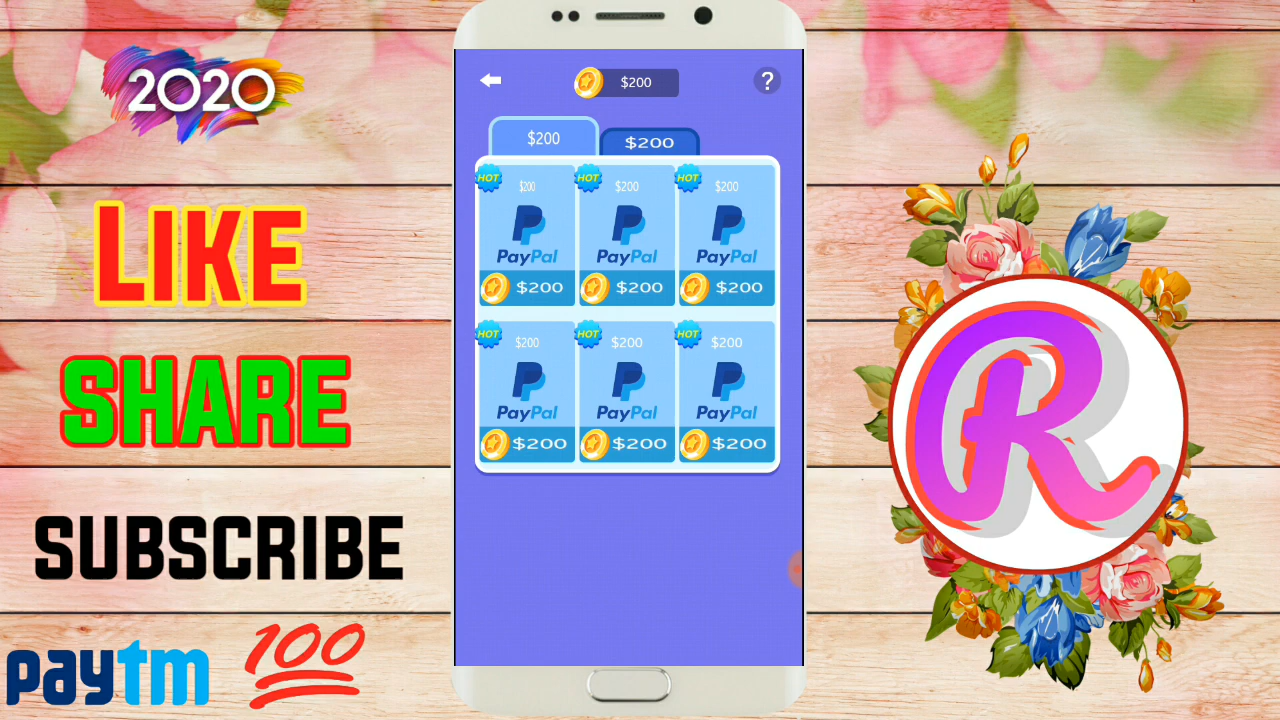 2020
LIKE
SHARE
SUBSCRIBE
paytm 100
$200 ?
$200 $200
HOT HOT HOT
$200 $200 $200
PayPal PayPal PayPal
$200 $200 $200
HOT HOT HOT
$200 $200 $200
PayPal PayPal PayPal
$200 $200 $200
R